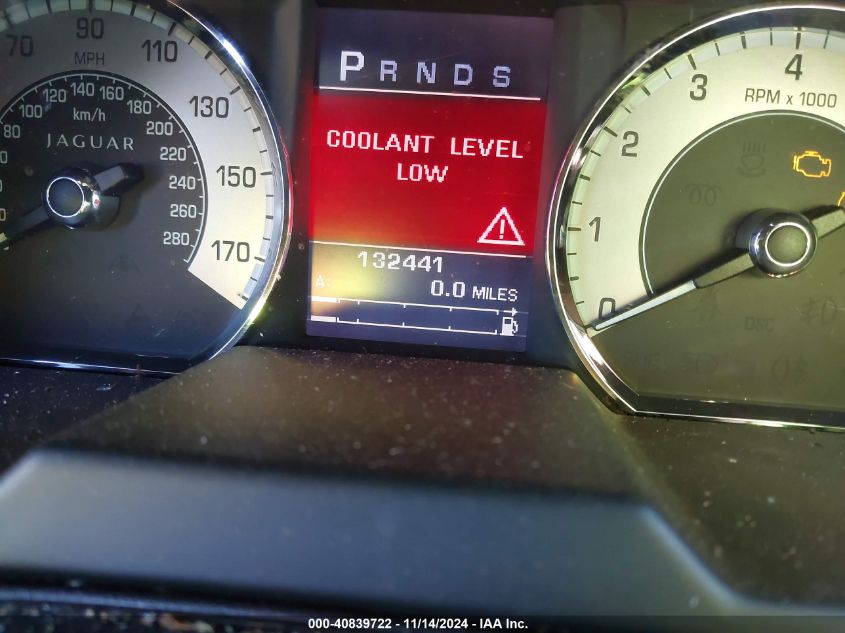 70 90 110 130 150 170
MPH
80 100 120 140 160 180 200 220 240 260 280
km/h
JAGUAR
P R N D S
COOLANT LEVEL
LOW
132441
A: 0.0 MILES
0 1 2 3 4
RPM x 1000
DSC
000-40839722 - 11/14/2024 - IAA Inc.